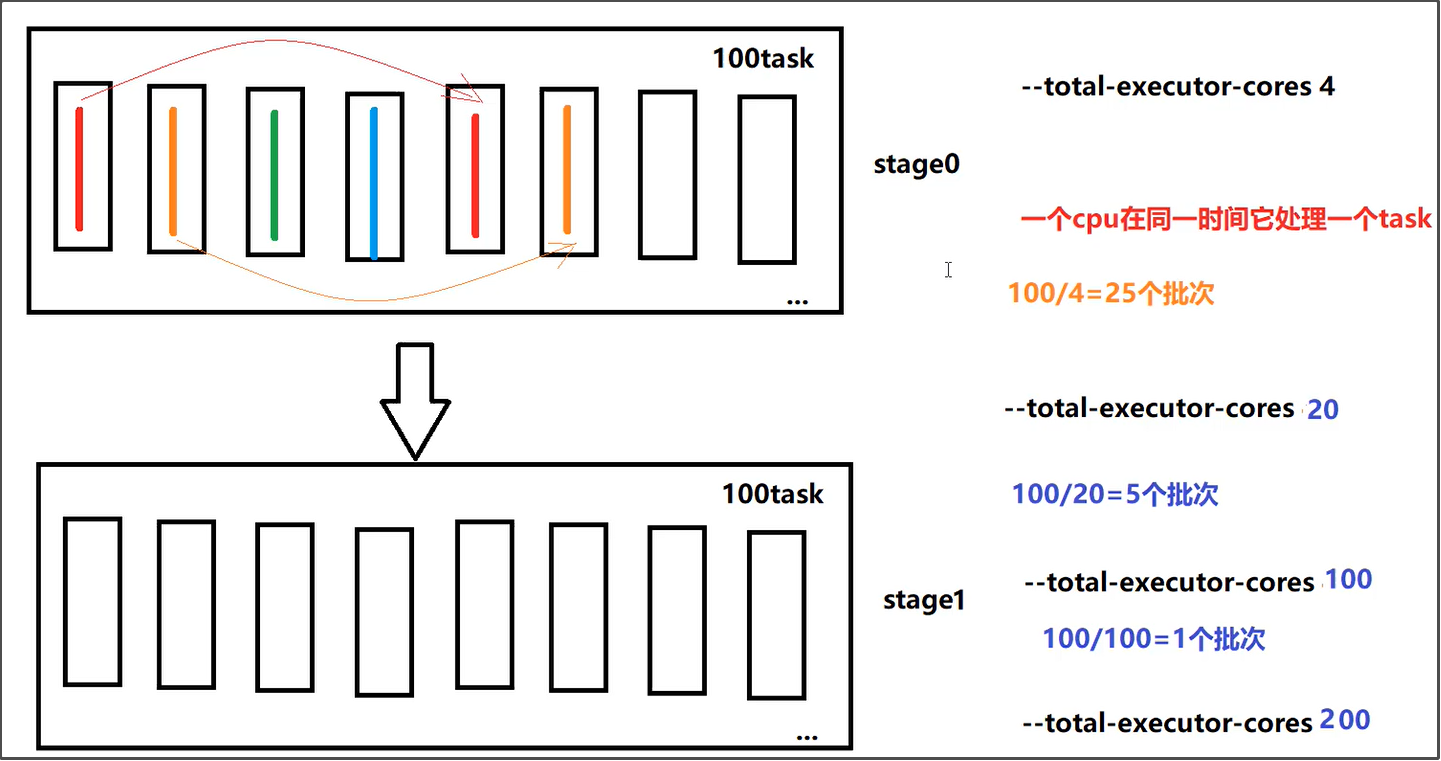 100task
...
stage0
--total-executor-cores 4
一个cpu在同一时间它处理一个task
100/4=25个批次
--total-executor-cores 20
100/20=5个批次
100task
...
stage1
--total-executor-cores 100
100/100=1个批次
--total-executor-cores 200